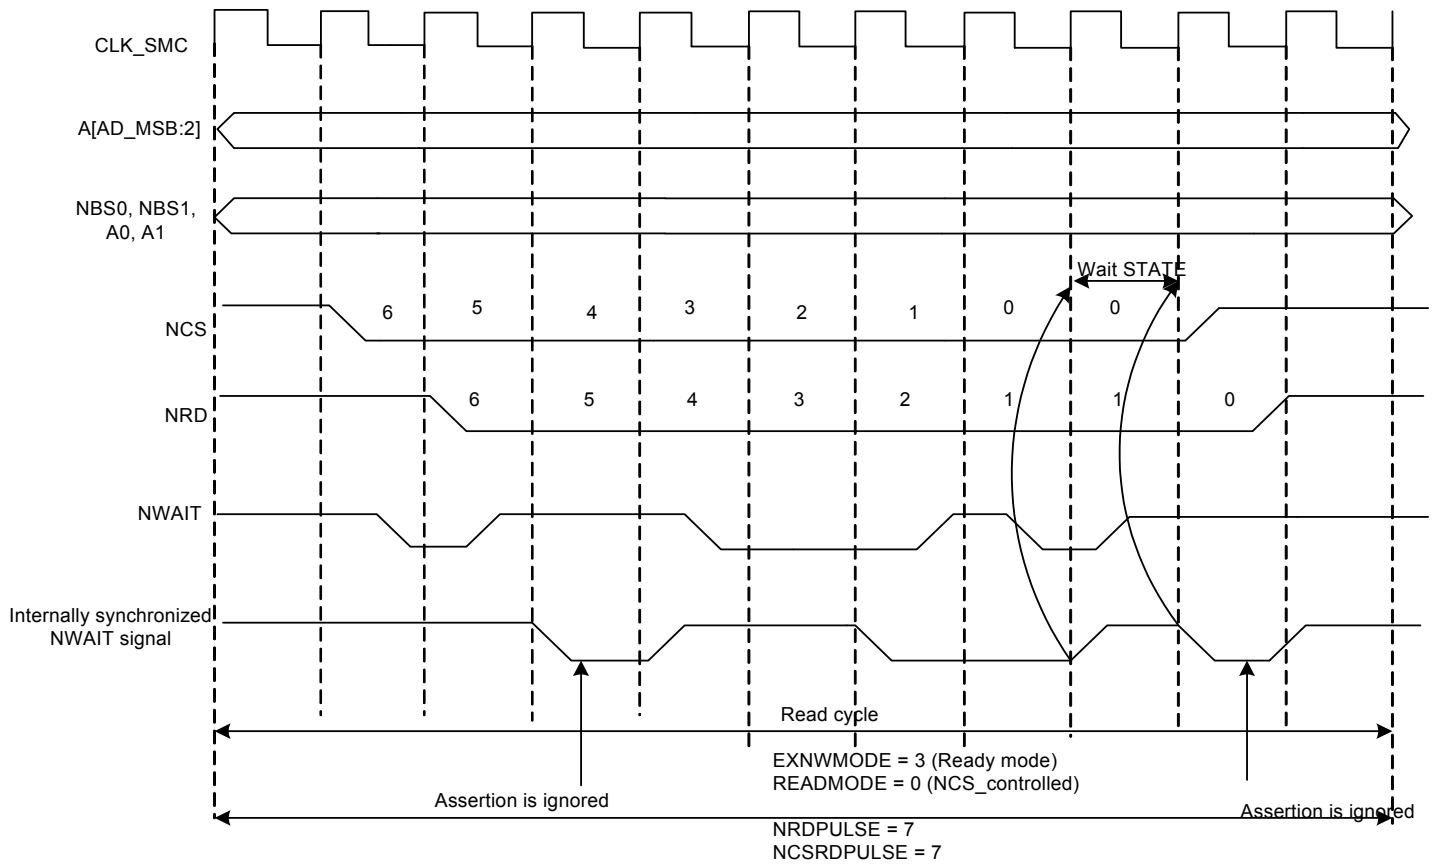 CLK_SMC
A[AD_MSB:2]
NBS0, NBS1,
A0, A1
Wait STATE
NCS
6 5 4 3 2 1 0 0
NRD
6 5 4 3 2 1 1 0
NWAIT
Internally synchronized
NWAIT signal
Read cycle
EXNWMODE = 3 (Ready mode)
READMODE = 0 (NCS_controlled)
Assertion is ignored
Assertion is ignored
NRDPULSE = 7
NCSRDPULSE = 7